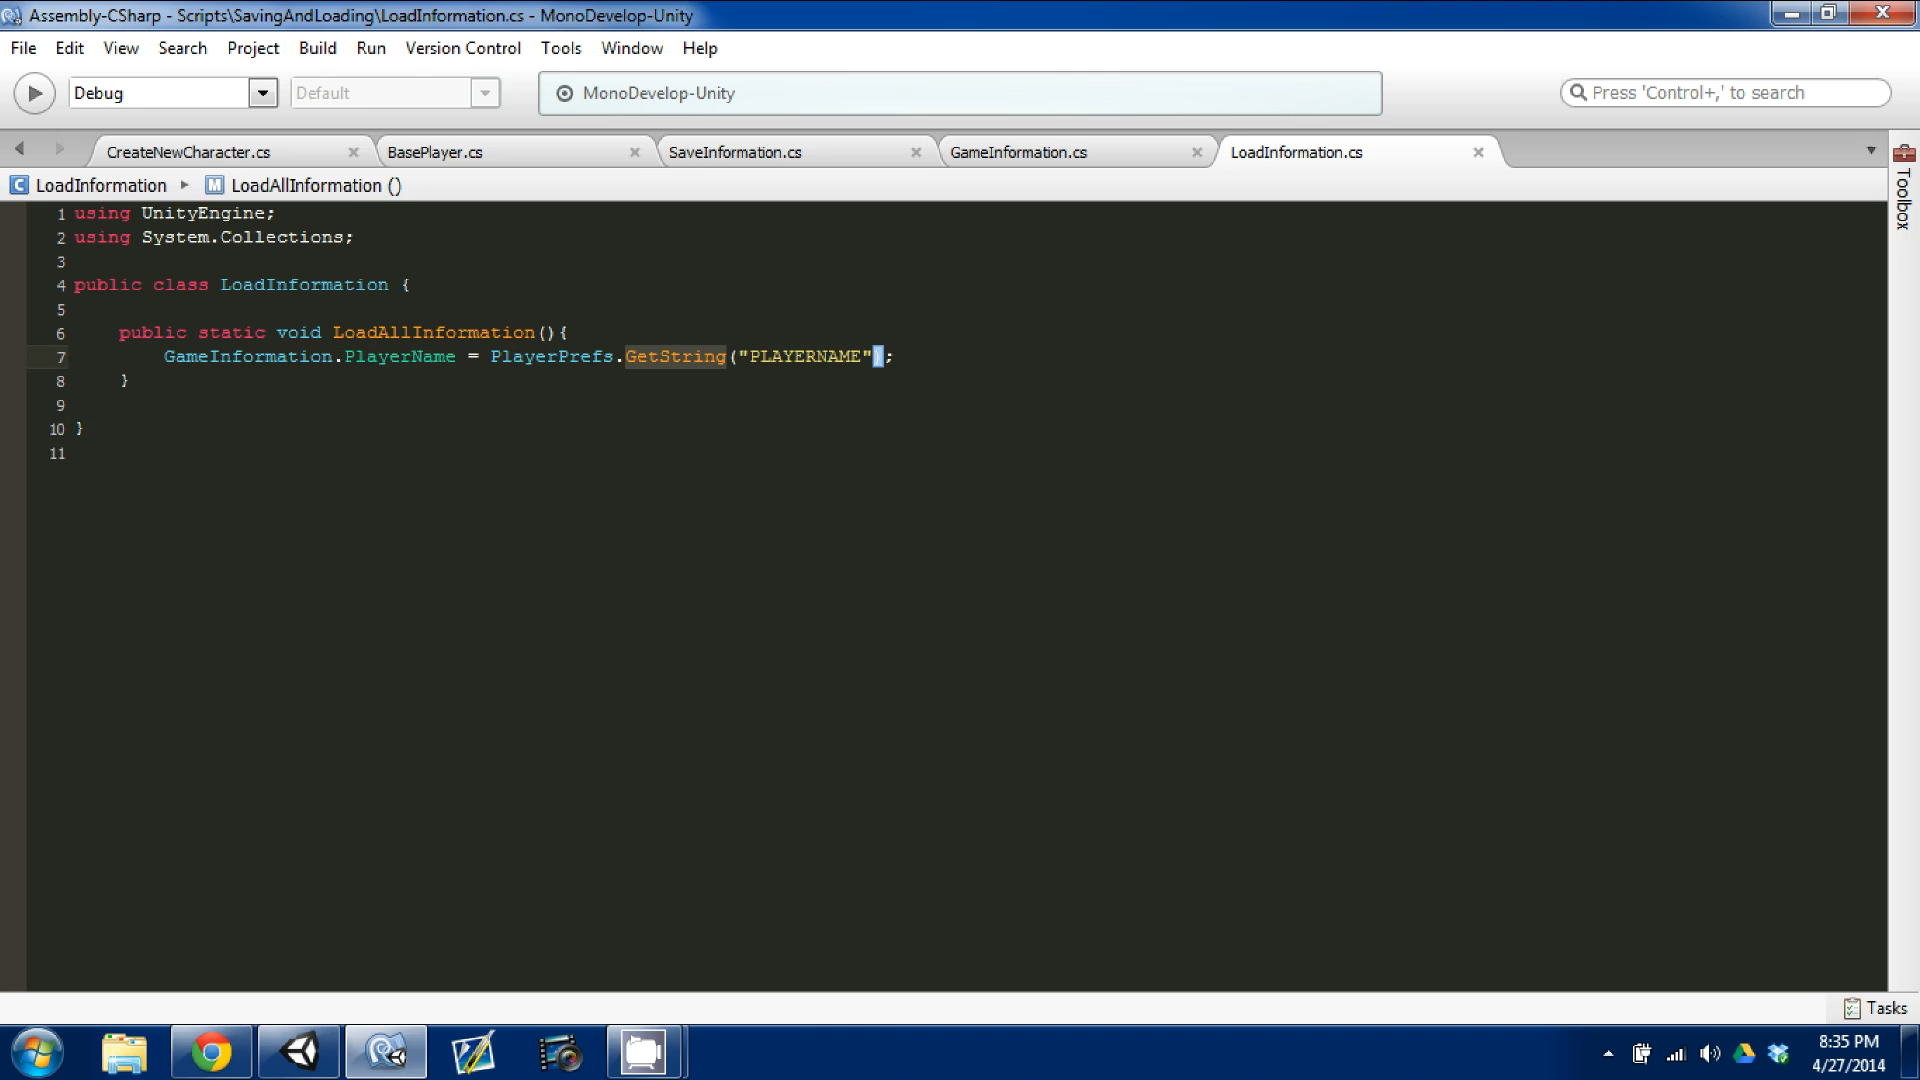 Assembly-CSharp - Scripts\SavingAndLoading\LoadInformation.cs - MonoDevelop-Unity
File Edit View Search Project Build Run Version Control Tools Window Help
Debug Default MonoDevelop-Unity Press 'Control+,' to search
CreateNewCharacter.cs BasePlayer.cs SaveInformation.cs GameInformation.cs LoadInformation.cs
C LoadInformation M LoadAllInformation ()
Toolbox
1 using UnityEngine;
2 using System.Collections;
3
4 public class LoadInformation {
5
6 public static void LoadAllInformation(){
7 GameInformation.PlayerName = PlayerPrefs.GetString("PLAYERNAME");
8 }
9
10 }
11
Tasks
8:35 PM
4/27/2014